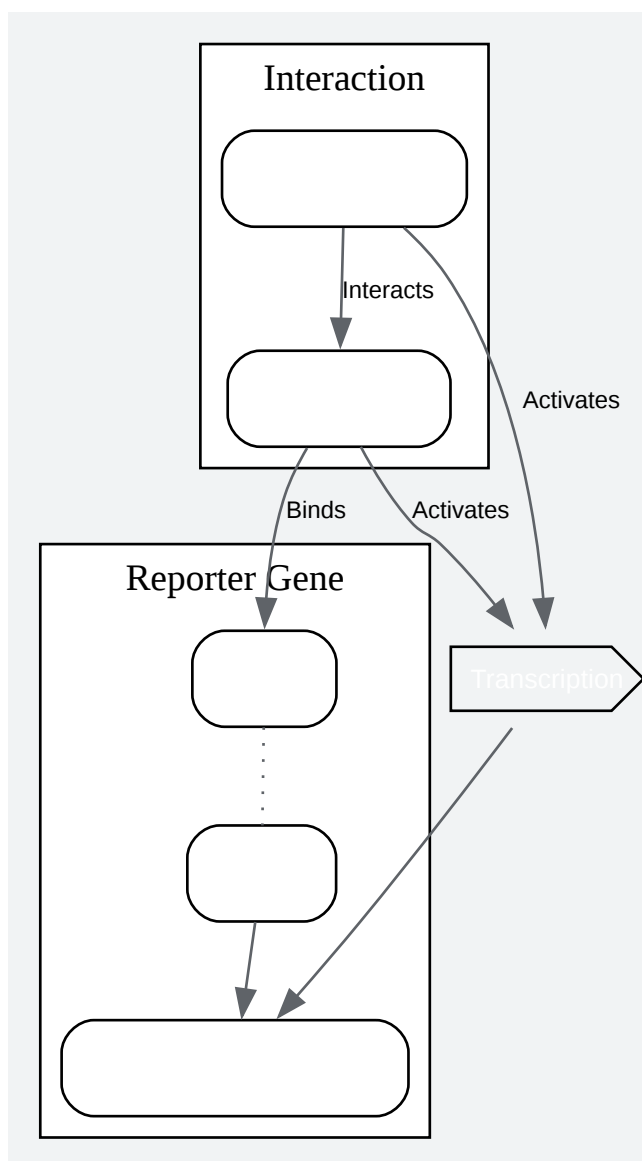 Interaction
Interacts
Activates
Binds
Activates
Reporter Gene
Transcription